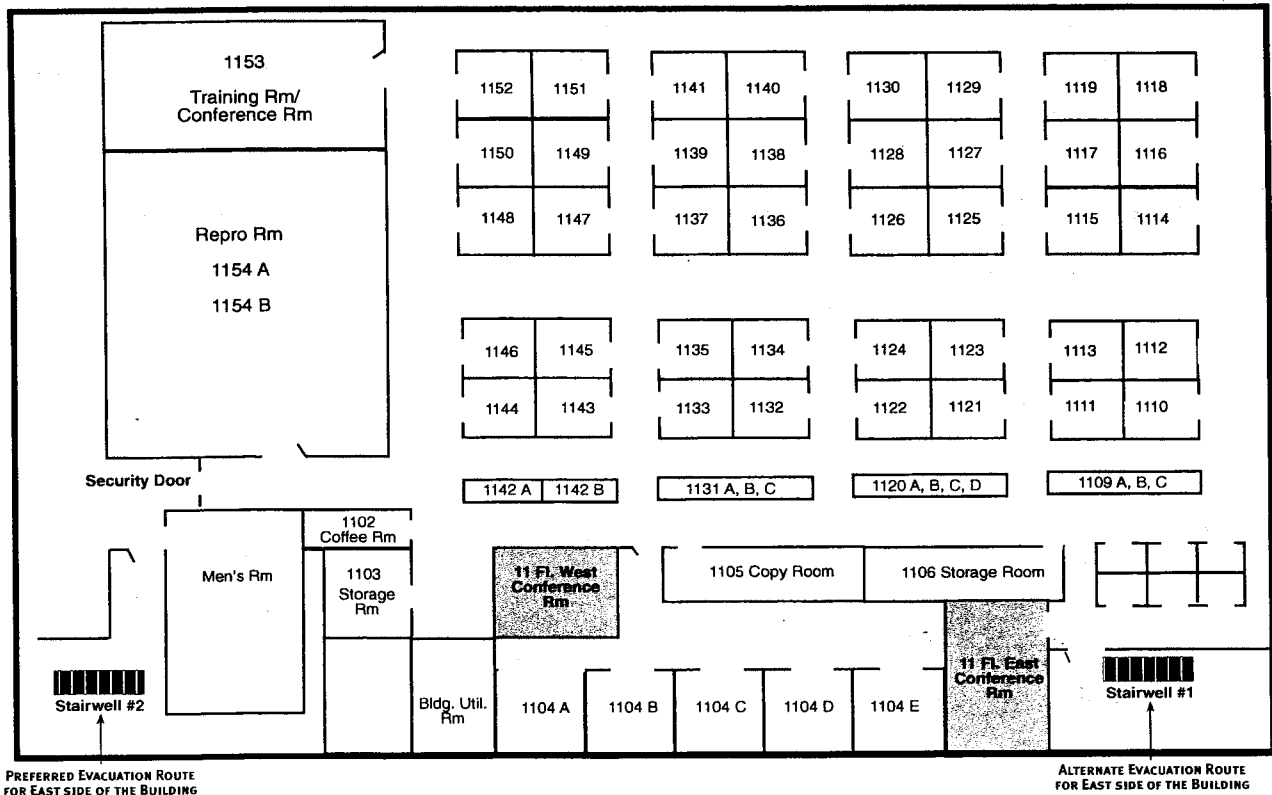 1153
Training Rm/
Conference Rm
Repro Rm
1154 A
1154 B
1152 1151
1150 1149
1148 1147
1141 1140
1139 1138
1137 1136
1130 1129
1128 1127
1126 1125
1119 1118
1117 1116
1115 1114
1146 1145
1144 1143
1135 1134
1133 1132
1124 1123
1122 1121
1113 1112
1111 1110
Security Door
1142 A 1142 B
1131 A, B, C
1120 A, B, C, D
1109 A, B, C
1102
Coffee Rm
Men's Rm
1103
Storage
Rm
11 Fl. West
Conference
Rm
1105 Copy Room
1106 Storage Room
11 Fl. East
Conference
Rm
Stairwell #2
Bldg. Util.
Rm
1104 A
1104 B
1104 C
1104 D
1104 E
Stairwell #1
PREFERRED EVACUATION ROUTE
FOR EAST SIDE OF THE BUILDING
ALTERNATE EVACUATION ROUTE
FOR EAST SIDE OF THE BUILDING